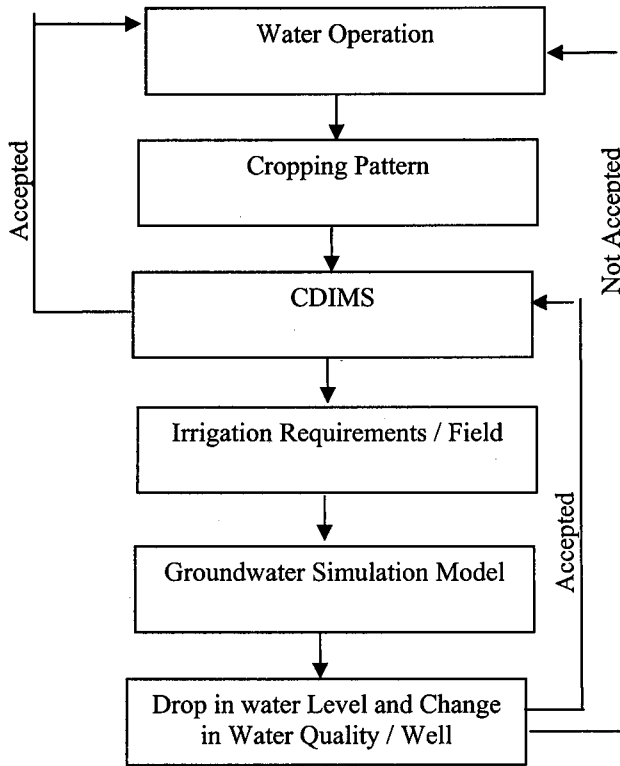 Water Operation
Accepted
Cropping Pattern
Not Accepted
CDIMS
Irrigation Requirements / Field
Groundwater Simulation Model
Accepted
Drop in water Level and Change
in Water Quality / Well